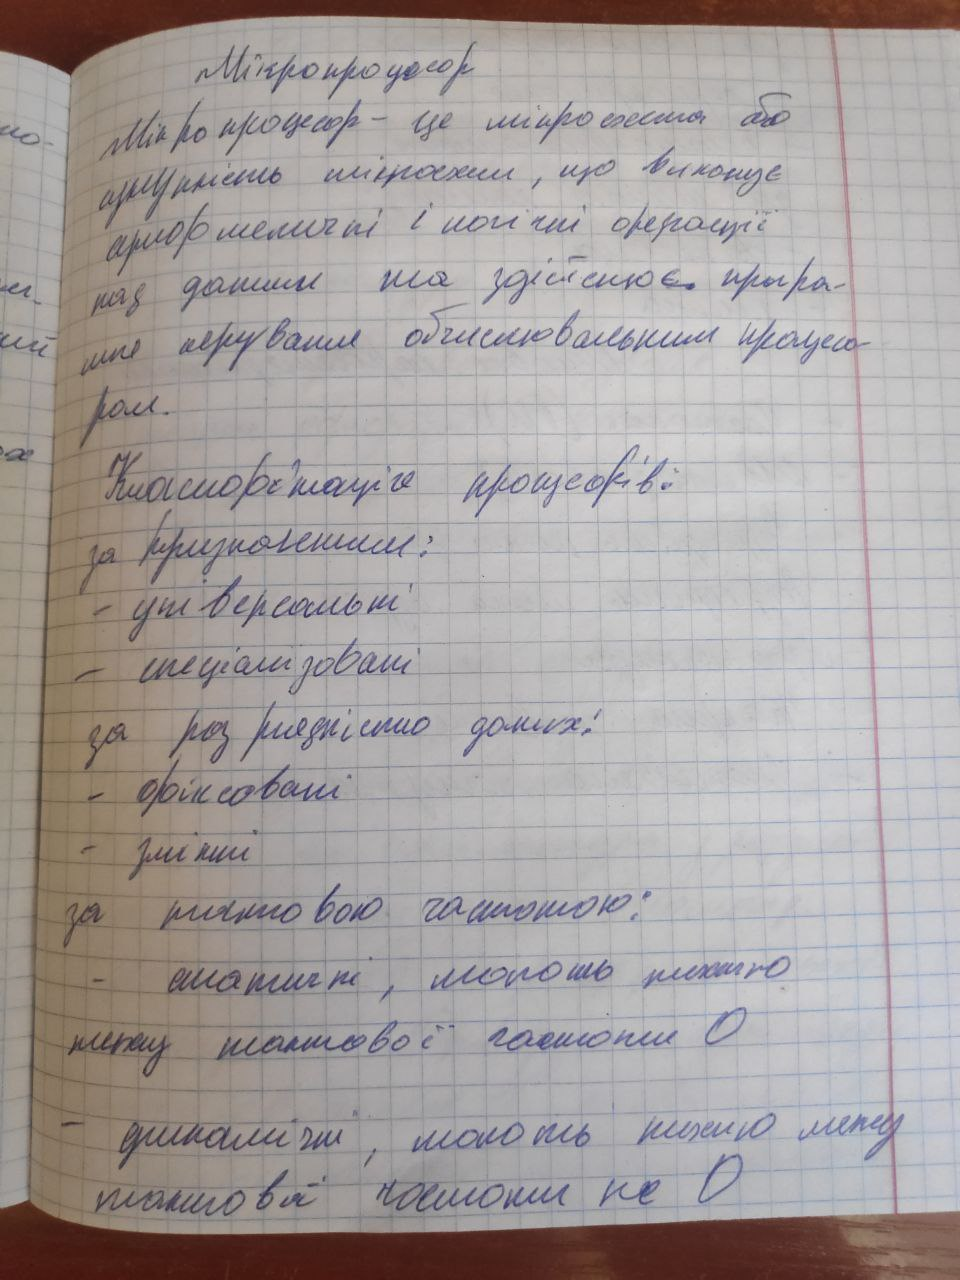 Мікропроцесор
Мікропроцесор - це мікросхема або
сукупність мікросхем, що виконує
арифметичні і логічні операції
над даними та здійснює програ-
мне керування обчислювальним процесо-
ром.
Класифікація процесорів:
за призначенням:
- універсальні
- спеціалізовані
за розрядністю даних:
- фіксовані
- змінні
за тактовою частотою:
- статичні, мають нижню
межу тактової частоти 0
- динамічні, мають нижню межу
тактової частоти не 0